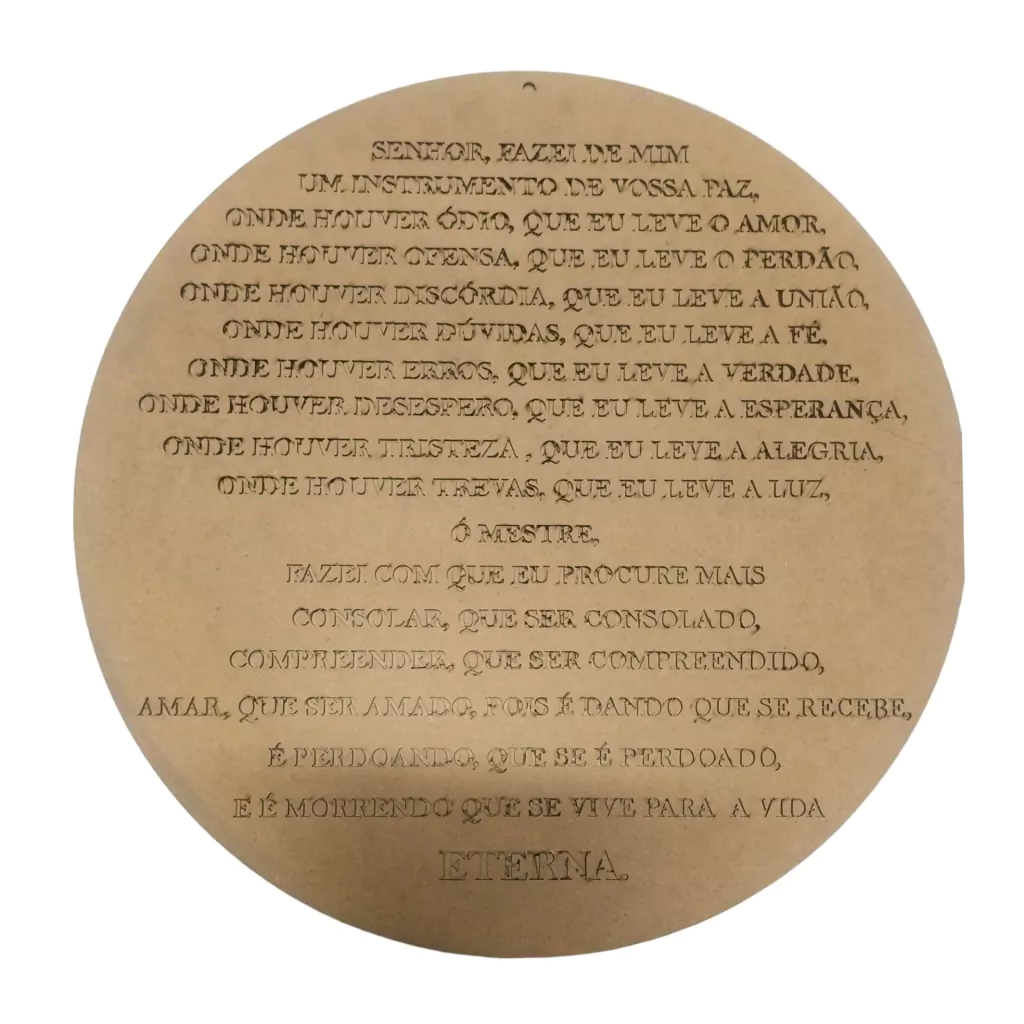 SENHOR, FAZEI DE MIM
UM INSTRUMENTO DE VOSSA PAZ,
ONDE HOUVER ÓDIO, QUE EU LEVE O AMOR,
ONDE HOUVER OFENSA, QUE EU LEVE O PERDÃO,
ONDE HOUVER DISCÓRDIA, QUE EU LEVE A UNIÃO,
ONDE HOUVER DÚVIDAS, QUE EU LEVE A FÉ,
ONDE HOUVER ERROS, QUE EU LEVE A VERDADE,
ONDE HOUVER DESESPERO, QUE EU LEVE A ESPERANÇA,
ONDE HOUVER TRISTEZA , QUE EU LEVE A ALEGRIA,
ONDE HOUVER TREVAS, QUE EU LEVE A LUZ,
Ó MESTRE,
FAZEI COM QUE EU PROCURE MAIS
CONSOLAR, QUE SER CONSOLADO,
COMPREENDER, QUE SER COMPREENDIDO,
AMAR, QUE SER AMADO, POIS É DANDO QUE SE RECEBE,
É PERDOANDO, QUE SE É PERDOADO,
E É MORRENDO QUE SE VIVE PARA A VIDA
ETERNA.